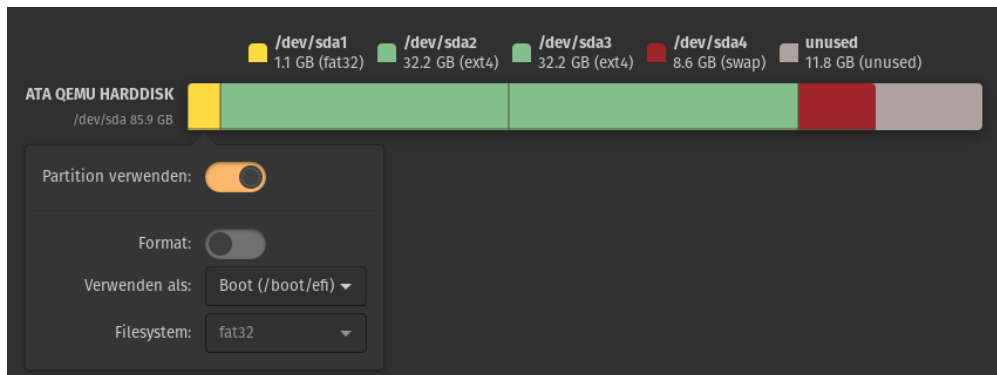 /dev/sda1 /dev/sda2 /dev/sda3 /dev/sda4 unused
1.1 GB (fat32) 32.2 GB (ext4) 32.2 GB (ext4) 8.6 GB (swap) 11.8 GB (unused)
ATA QEMU HARDDISK
/dev/sda 85.9 GB
Partition verwenden:
Format:
Verwenden als: Boot (/boot/efi)
Filesystem: fat32